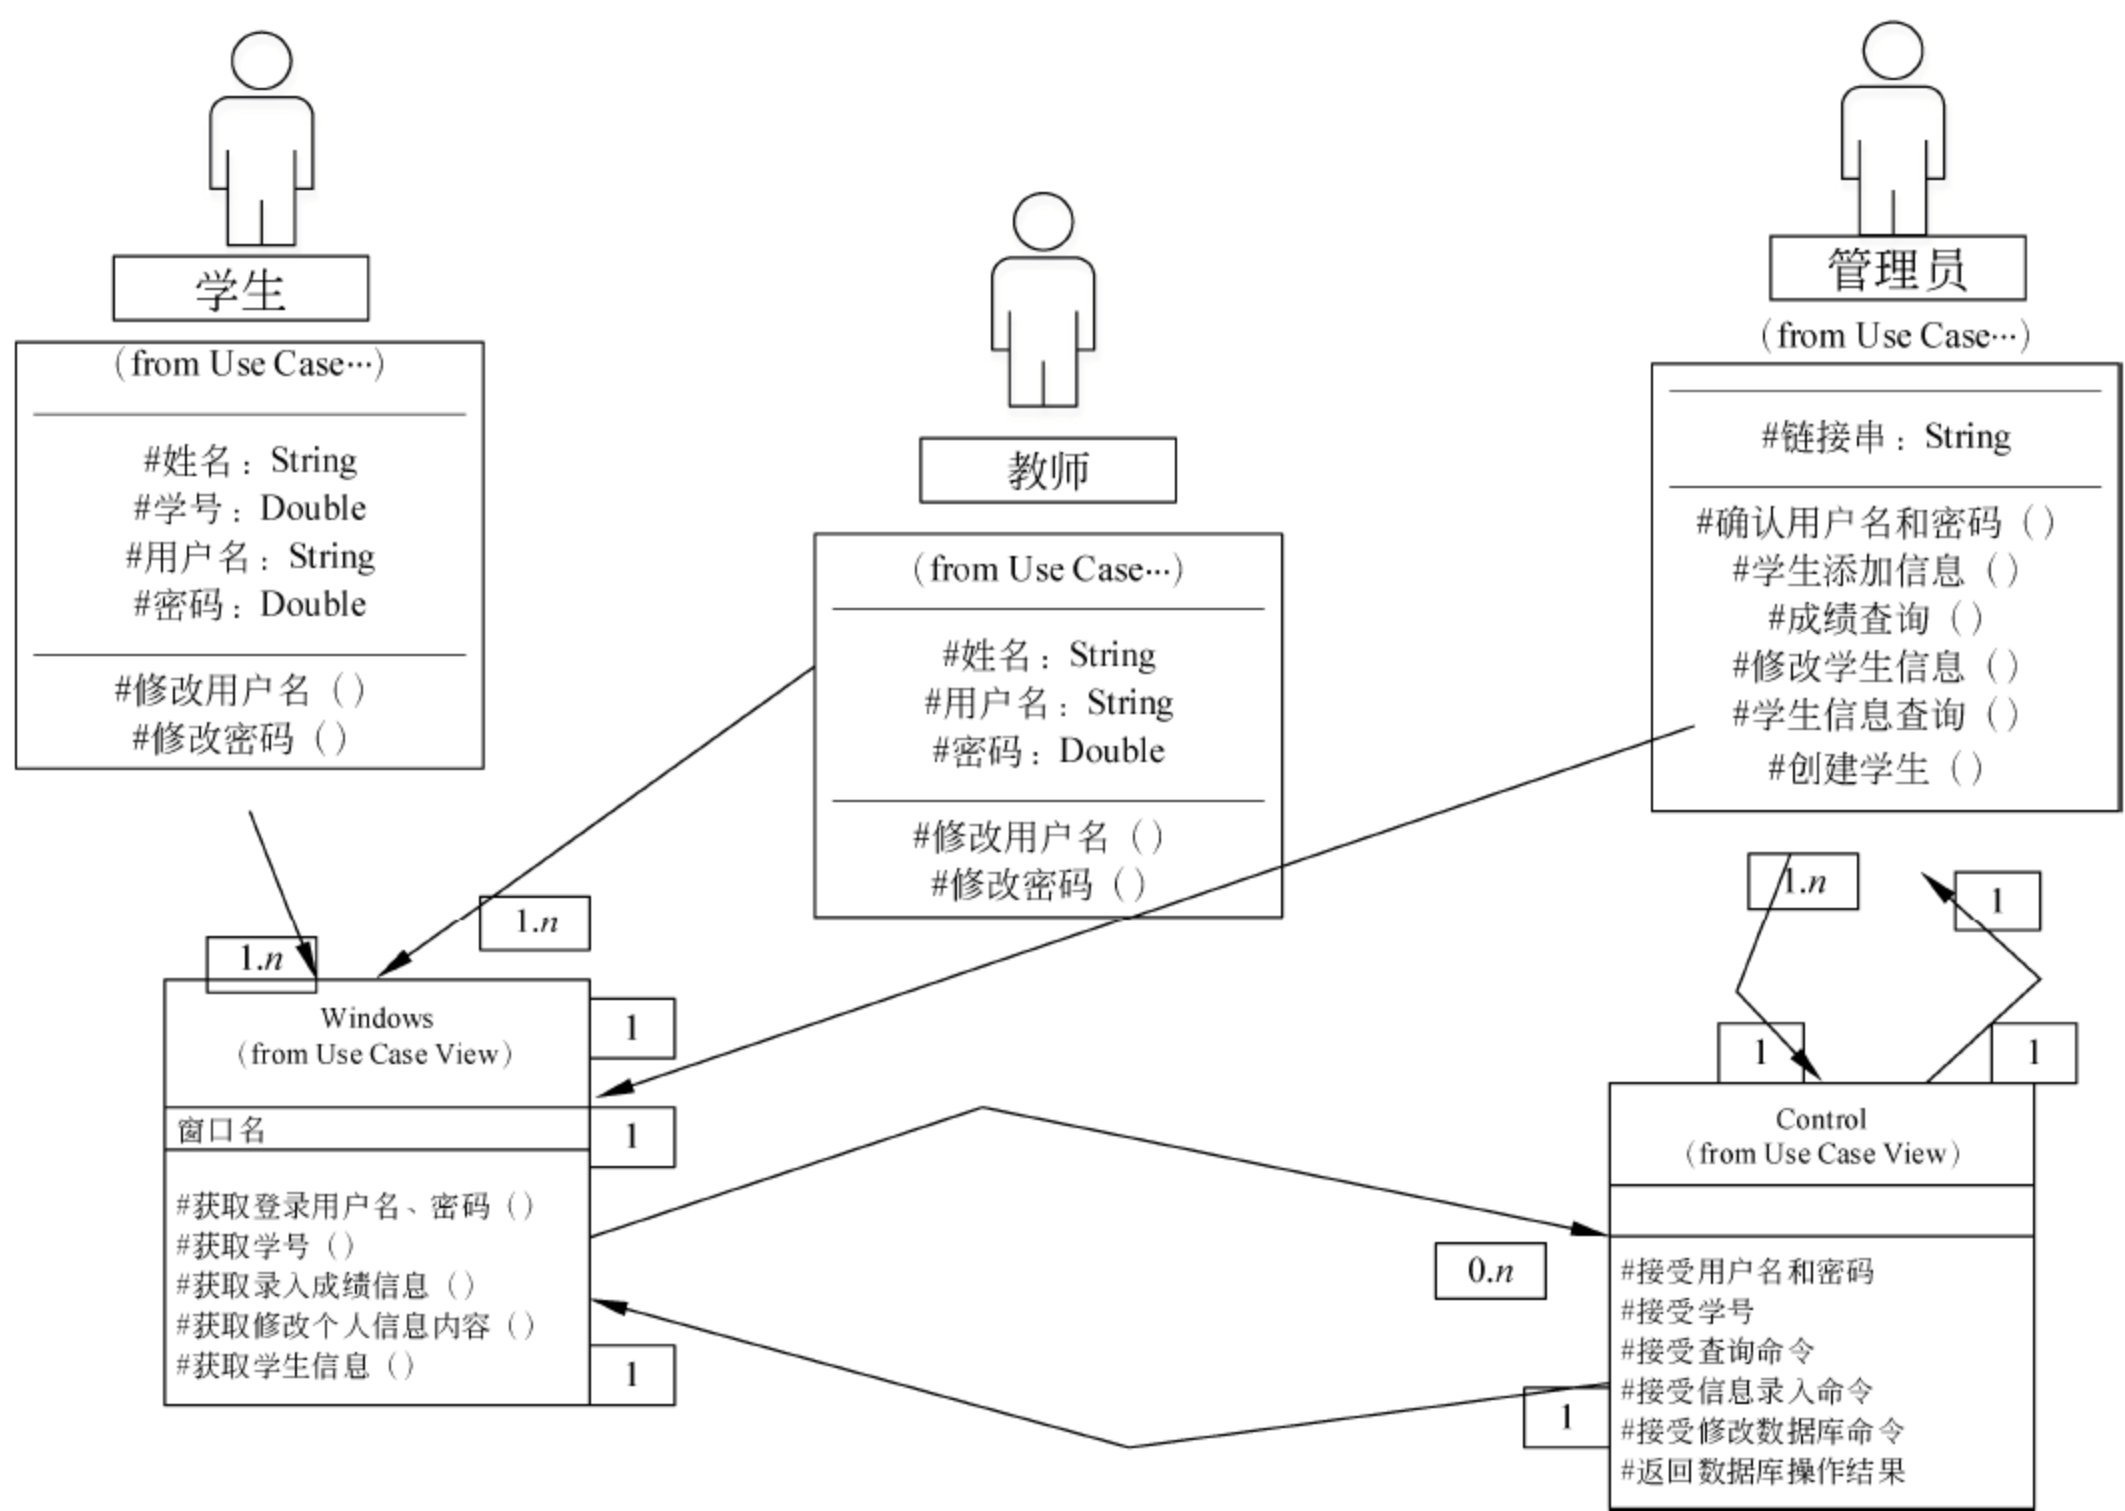 学生
(from Use Case…)
#姓名：String
#学号：Double
#用户名：String
#密码：Double
#修改用户名（）
#修改密码（）
教师
(from Use Case…)
#姓名：String
#用户名：String
#密码：Double
#修改用户名（）
#修改密码（）
管理员
(from Use Case…)
#链接串：String
#确认用户名和密码（）
#学生添加信息（）
#成绩查询（）
#修改学生信息（）
#学生信息查询（）
#创建学生（）
1.n
1.n
1.n
1
1
1
Windows
(from Use Case View)
窗口名
#获取登录用户名、密码（）
#获取学号（）
#获取录入成绩信息（）
#获取修改个人信息内容（）
#获取学生信息（）
1
1
1
0.n
1
Control
(from Use Case View)
#接受用户名和密码
#接受学号
#接受查询命令
#接受信息录入命令
#接受修改数据库命令
#返回数据库操作结果